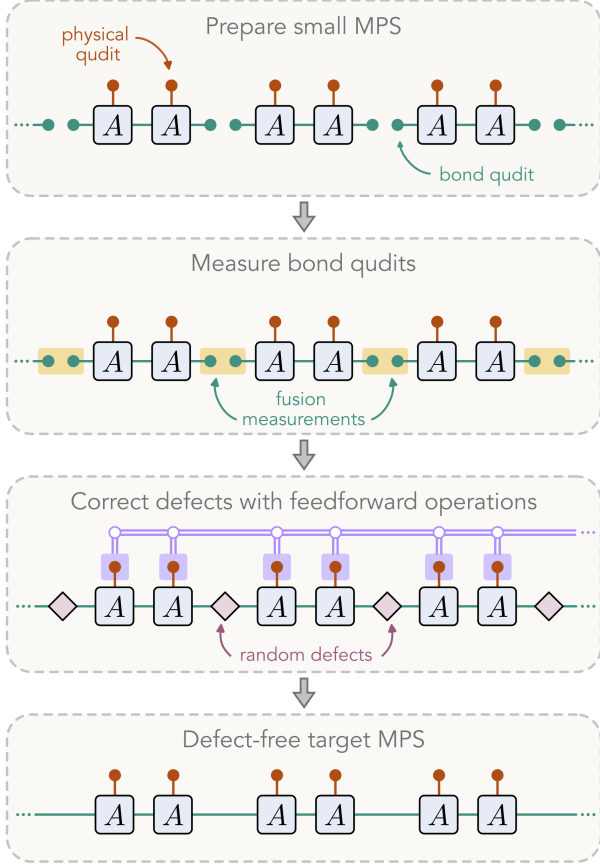 Prepare small MPS
physical
qudit
A A A A A A
bond qudit
Measure bond qudits
A A A A A A
fusion
measurements
Correct defects with feedforward operations
A A A A A A
random defects
Defect-free target MPS
A A A A A A